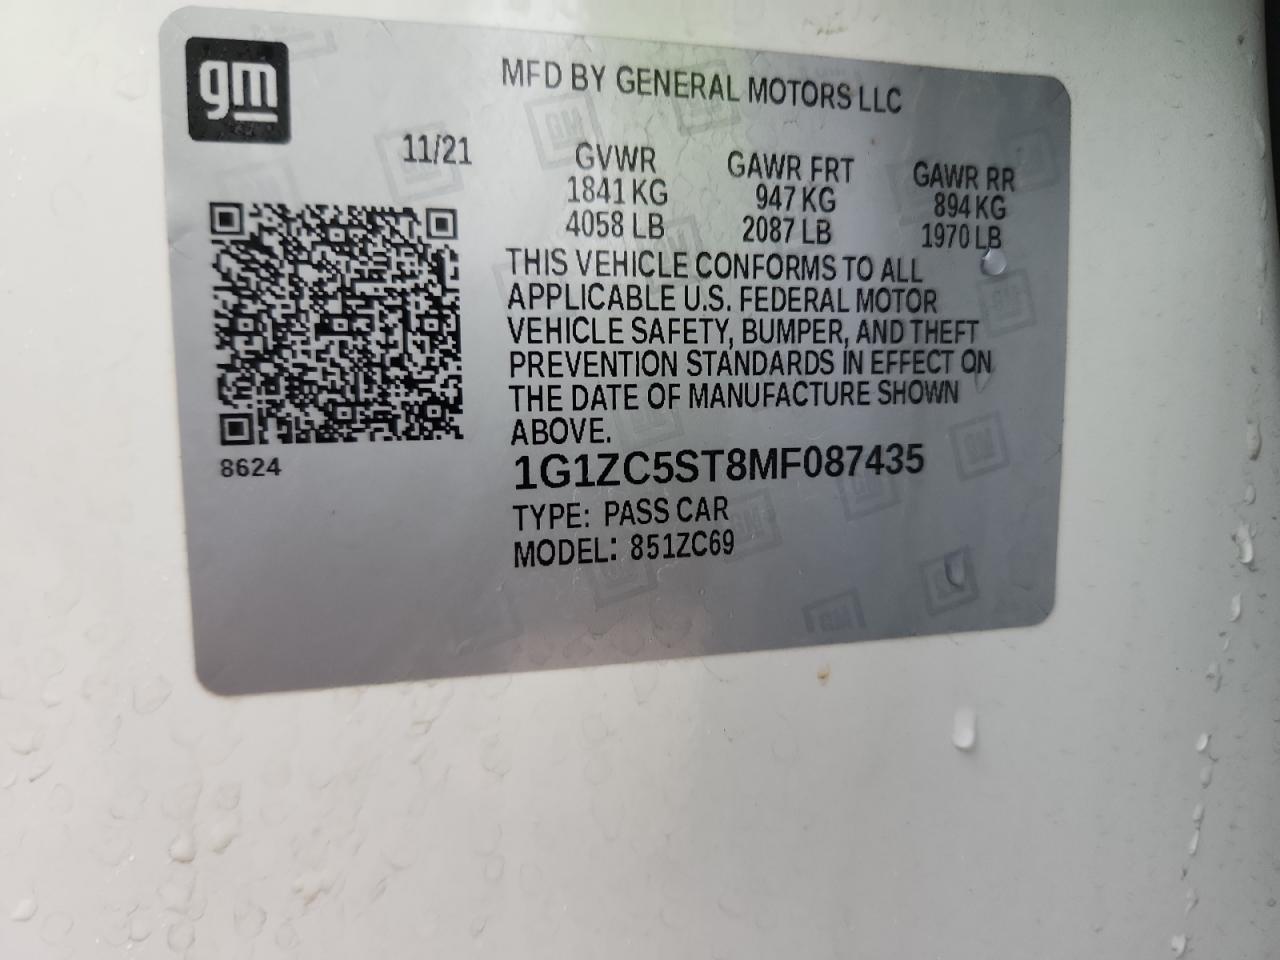 gm
MFD BY GENERAL MOTORS LLC
11/21
GVWR GAWR FRT GAWR RR
1841 KG 947 KG 894 KG
4058 LB 2087 LB 1970 LB
THIS VEHICLE CONFORMS TO ALL
APPLICABLE U.S. FEDERAL MOTOR
VEHICLE SAFETY, BUMPER, AND THEFT
PREVENTION STANDARDS IN EFFECT ON
THE DATE OF MANUFACTURE SHOWN
ABOVE.
8624
1G1ZC5ST8MF087435
TYPE: PASS CAR
MODEL: 851ZC69